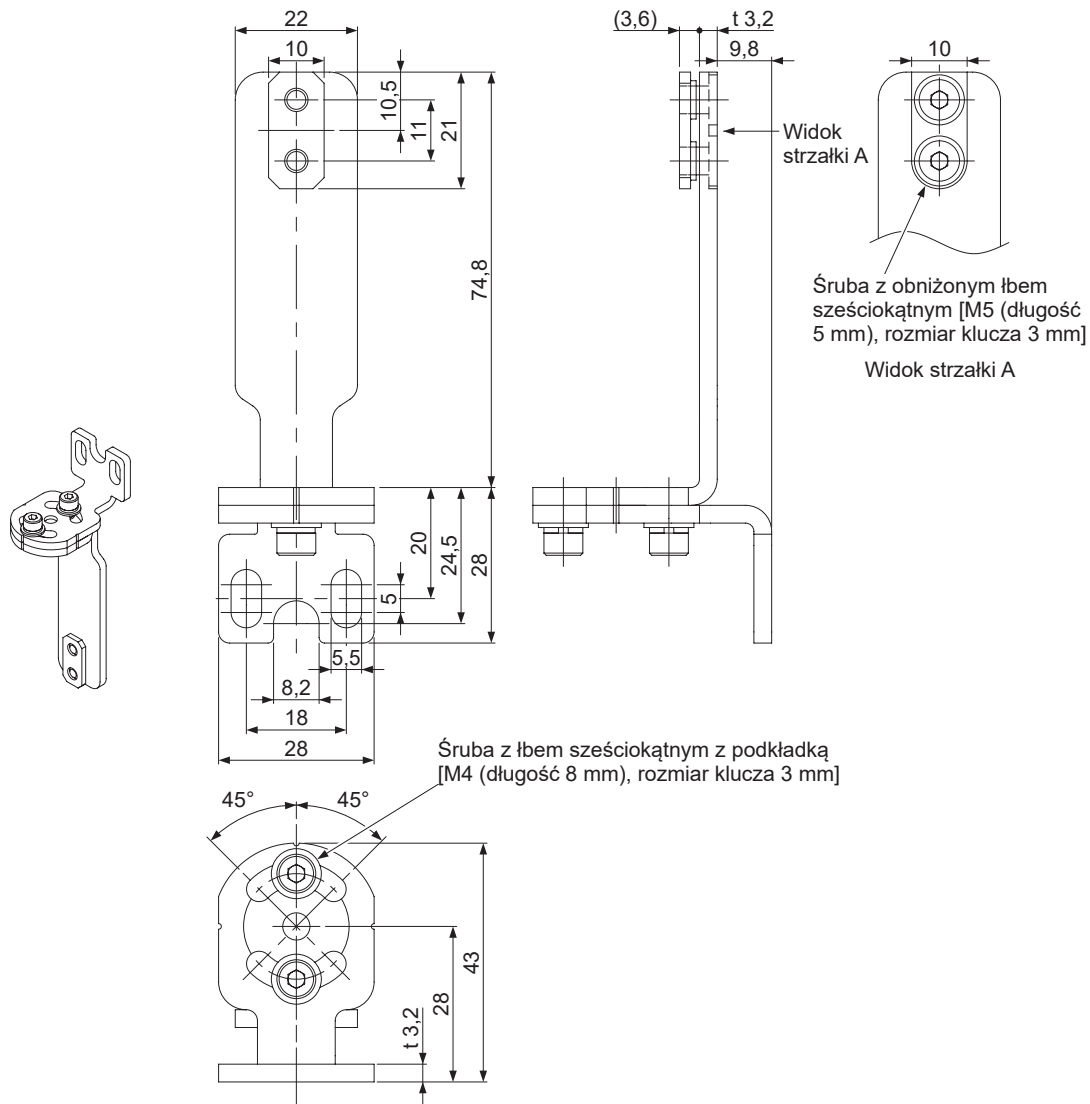 22
10
10,5
11
21
74,8
20
24,5
28
5
5,5
8,2
18
28
(3,6)
t 3,2
9,8
Widok
strzałki A
10
Śruba z obniżonym łbem
sześciokątnym [M5 (długość
5 mm), rozmiar klucza 3 mm]
Widok strzałki A
Śruba z łbem sześciokątnym z podkładką
[M4 (długość 8 mm), rozmiar klucza 3 mm]
45°
45°
43
28
t 3,2